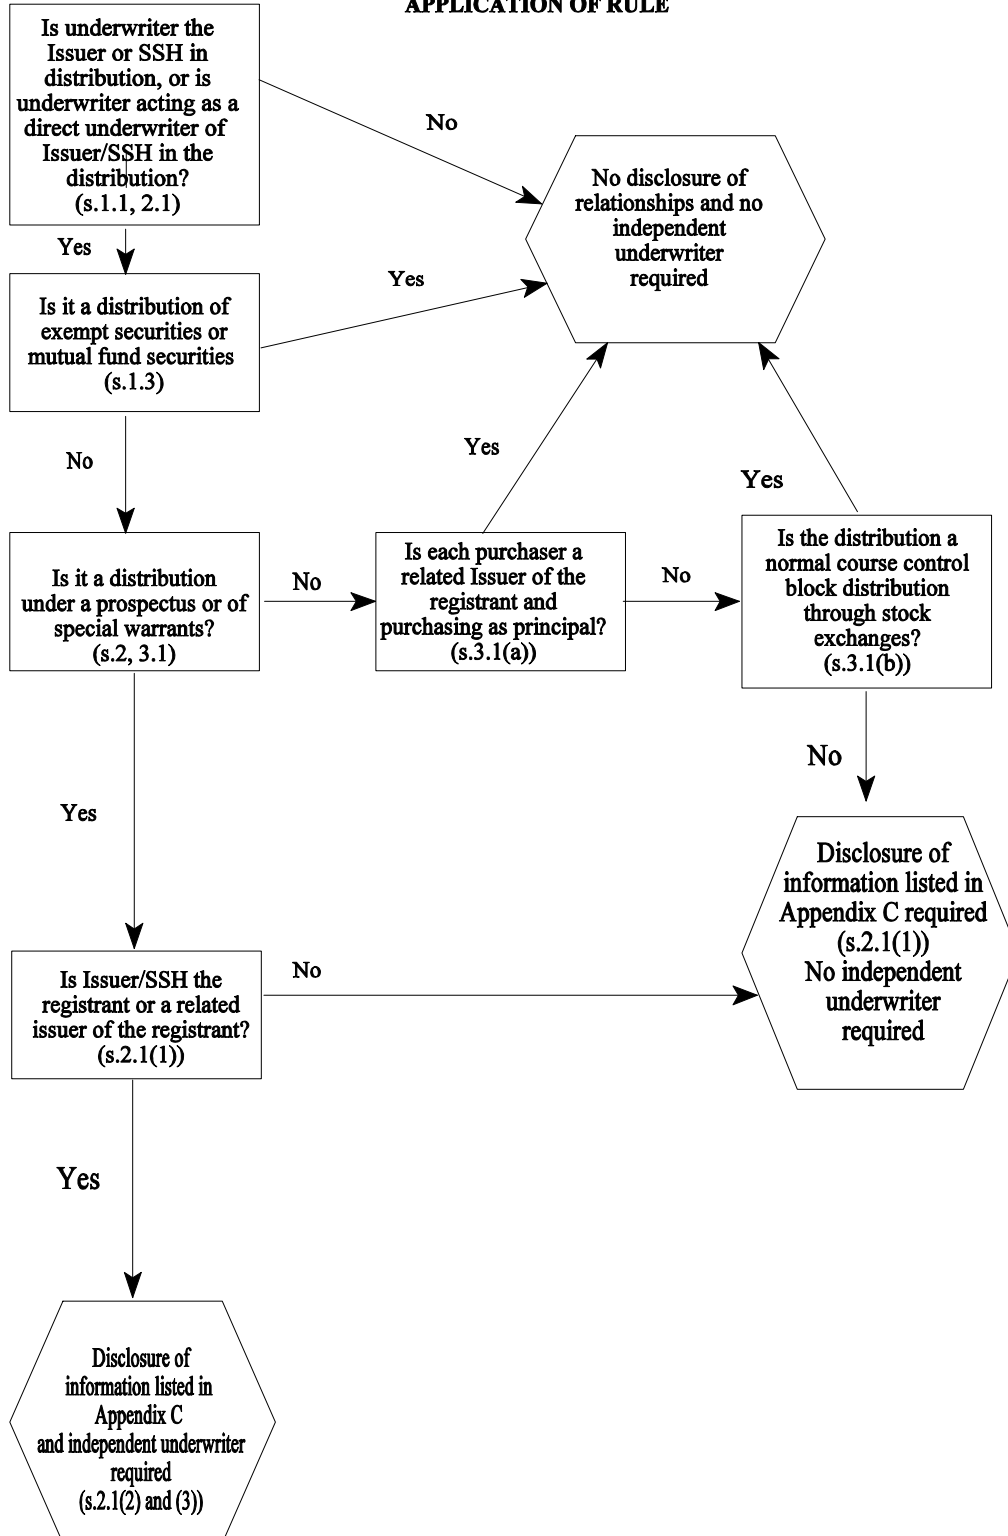 APPLICATION OF RULE
Is underwriter the
Issuer or SSH in
distribution, or is
underwriter acting as a
direct underwriter of
Issuer/SSH in the
distribution?
(s.1.1, 2.1)
No
No disclosure of
relationships and no
independent
underwriter
required
Yes
Is it a distribution of
exempt securities or
mutual fund securities
(s.1.3)
Yes
No
Yes
Yes
Is it a distribution
under a prospectus or of
special warrants?
(s.2, 3.1)
No
Is each purchaser a
related Issuer of the
registrant and
purchasing as principal?
(s.3.1(a))
No
Is the distribution a
normal course control
block distribution
through stock
exchanges?
(s.3.1(b))
No
Yes
Disclosure of
information listed in
Appendix C required
(s.2.1(1))
No independent
underwriter
required
Is Issuer/SSH the
registrant or a related
issuer of the registrant?
(s.2.1(1))
No
Yes
Disclosure of
information listed in
Appendix C
and independent underwriter
required
(s.2.1(2) and (3))